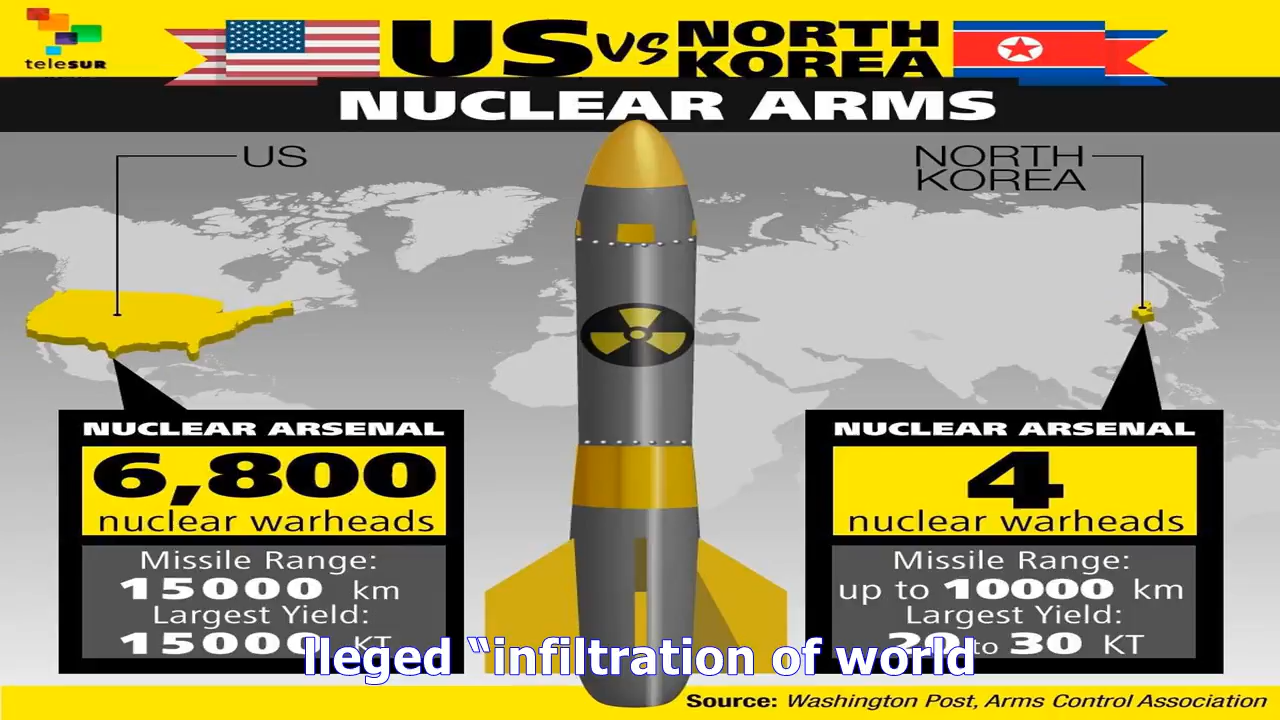 teleSUR
US vs NORTH
KOREA
NUCLEAR ARMS
US
NORTH
KOREA
NUCLEAR ARSENAL
6,800
nuclear warheads
Missile Range:
15000 km
Largest Yield:
15000 KT
NUCLEAR ARSENAL
4
nuclear warheads
Missile Range:
up to 10000 km
Largest Yield:
20 to 30 KT
lleged “infiltration of world
Source: Washington Post, Arms Control Association